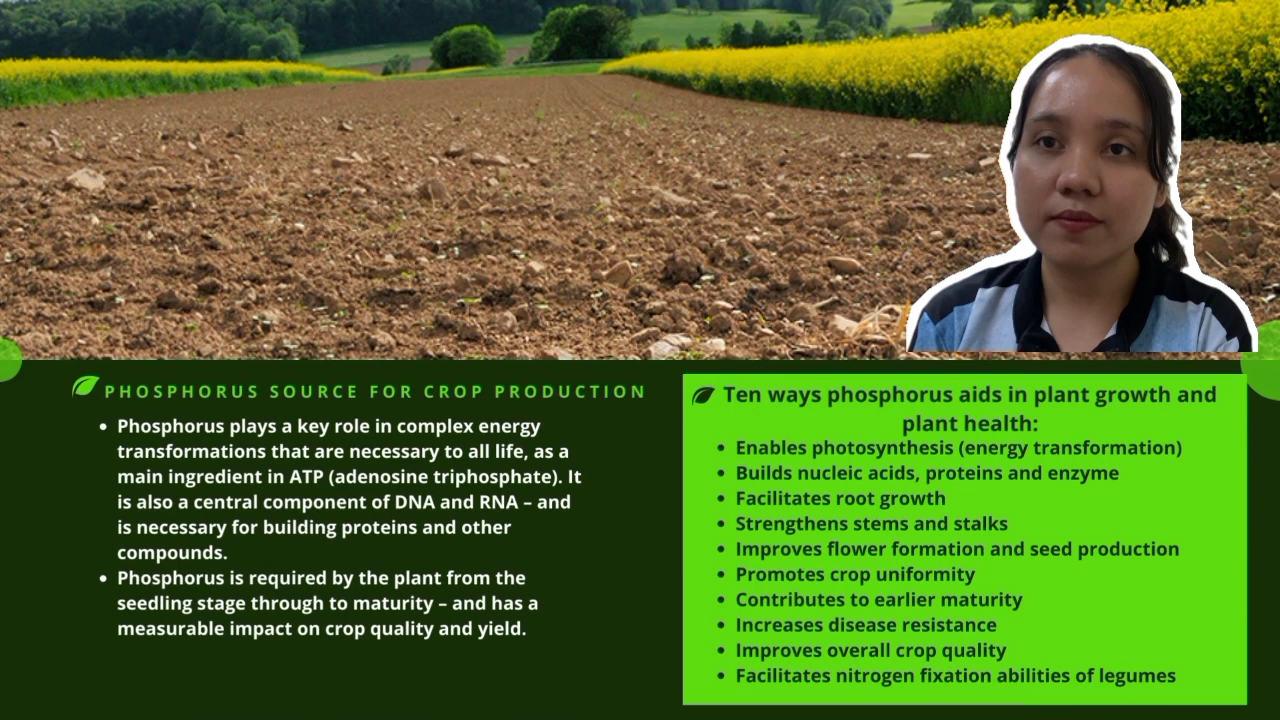 PHOSPHORUS SOURCE FOR CROP PRODUCTION
• Phosphorus plays a key role in complex energy
transformations that are necessary to all life, as a
main ingredient in ATP (adenosine triphosphate). It
is also a central component of DNA and RNA – and
is necessary for building proteins and other
compounds.
• Phosphorus is required by the plant from the
seedling stage through to maturity – and has a
measurable impact on crop quality and yield.
Ten ways phosphorus aids in plant growth and
plant health:
• Enables photosynthesis (energy transformation)
• Builds nucleic acids, proteins and enzyme
• Facilitates root growth
• Strengthens stems and stalks
• Improves flower formation and seed production
• Promotes crop uniformity
• Contributes to earlier maturity
• Increases disease resistance
• Improves overall crop quality
• Facilitates nitrogen fixation abilities of legumes